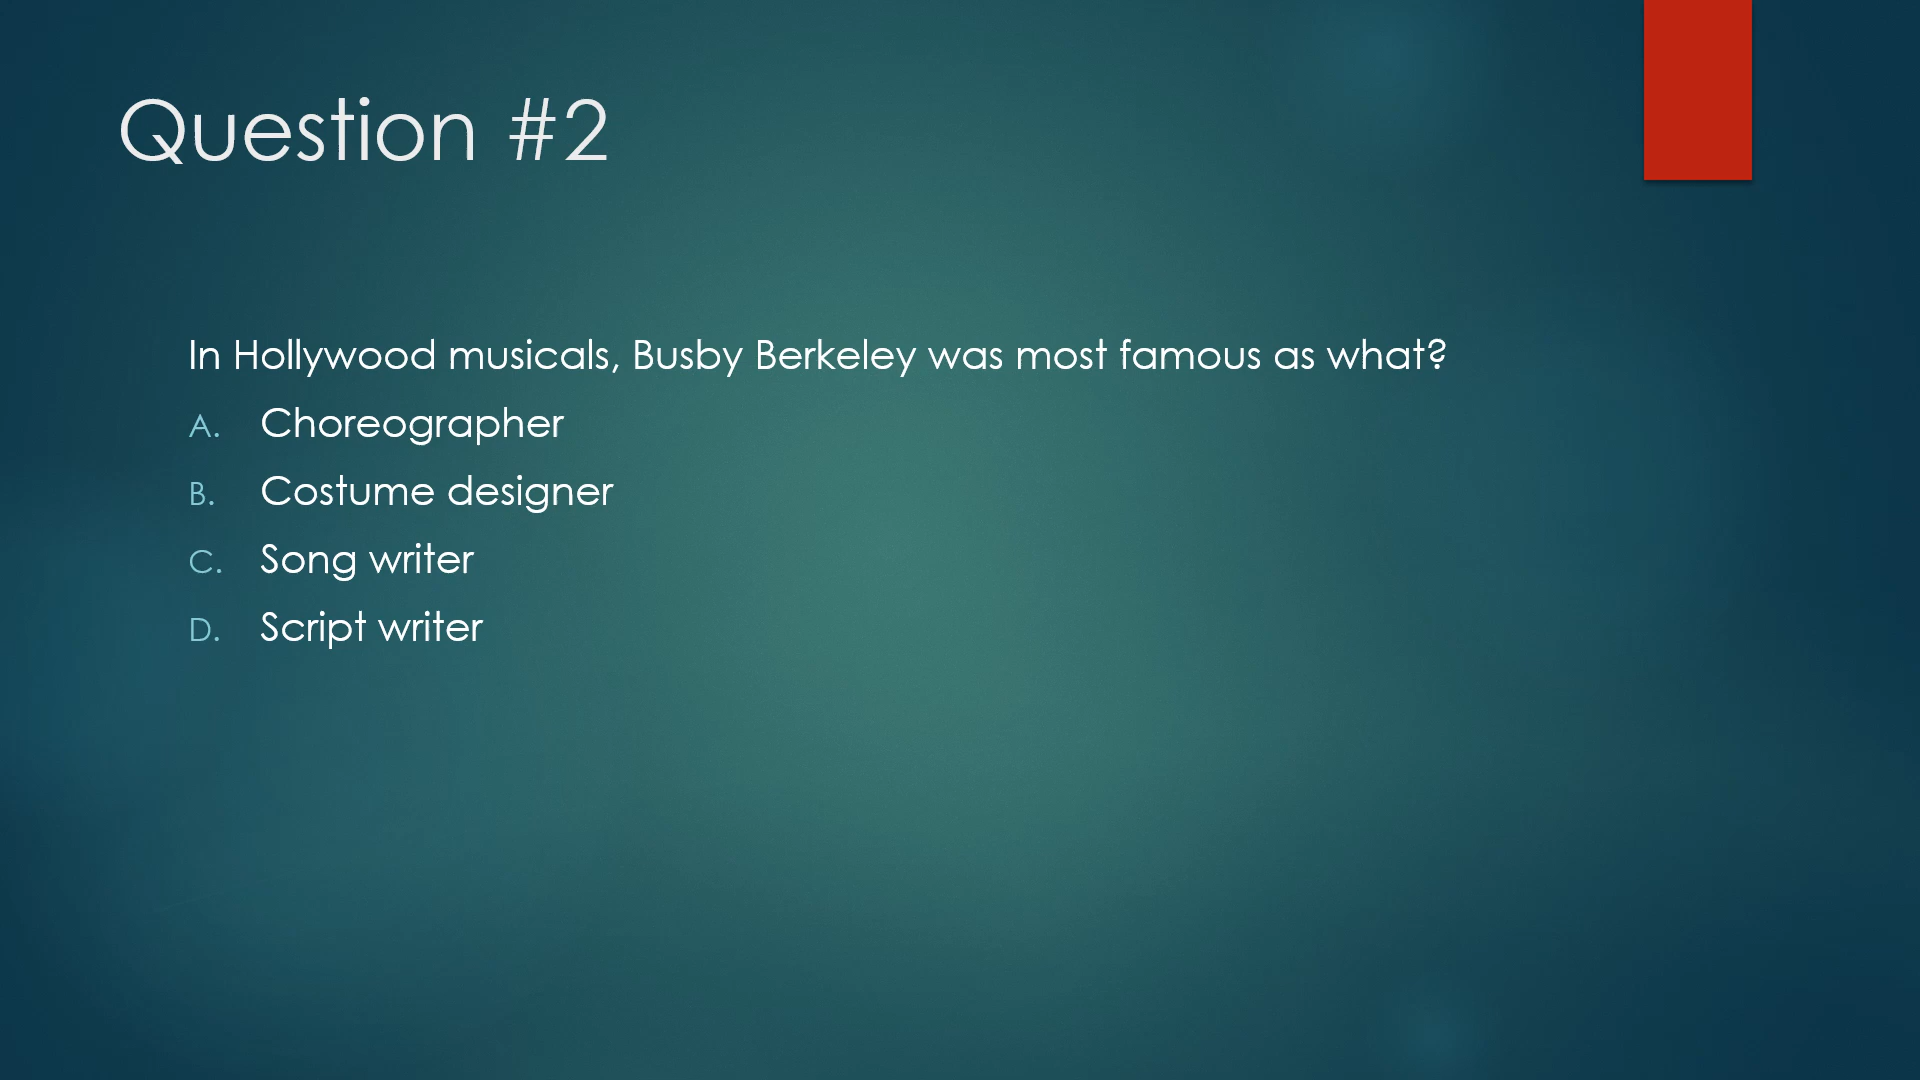 Question #2
In Hollywood musicals, Busby Berkeley was most famous as what?
A. Choreographer
B. Costume designer
C. Song writer
D. Script writer